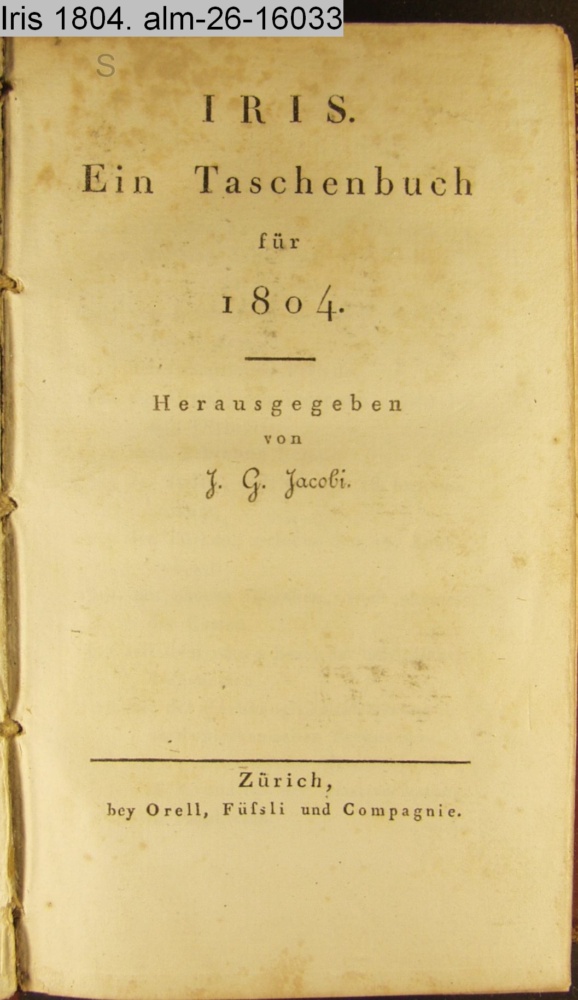 Iris 1804. alm-26-16033
S
IRIS.
Ein Taschenbuch
für
1804.
Herausgegeben
von
J. G. Jacobi.
Zürich,
bey Orell, Füſsli und Compagnie.